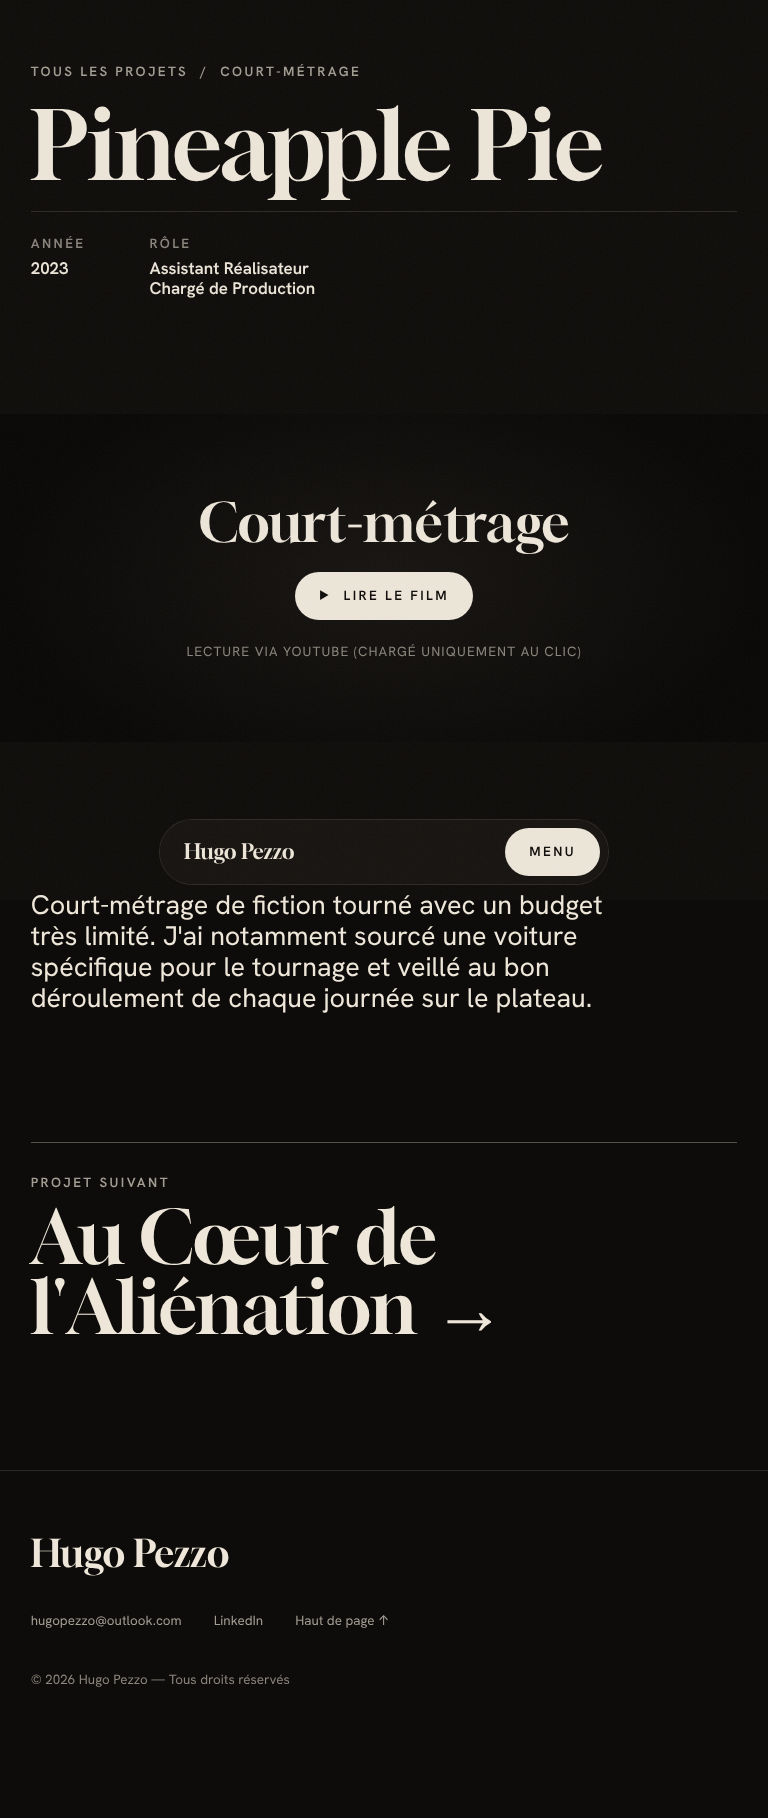 TOUS LES PROJETS / COURT-MÉTRAGE
Pineapple Pie
ANNÉE
2023
RÔLE
Assistant Réalisateur
Chargé de Production
Court-métrage
▶ LIRE LE FILM
LECTURE VIA YOUTUBE (CHARGÉ UNIQUEMENT AU CLIC)
Hugo Pezzo
MENU
Court-métrage de fiction tourné avec un budget
très limité. J'ai notamment sourcé une voiture
spécifique pour le tournage et veillé au bon
déroulement de chaque journée sur le plateau.
PROJET SUIVANT
Au Cœur de
l'Aliénation →
Hugo Pezzo
hugopezzo@outlook.com LinkedIn Haut de page ↑
© 2026 Hugo Pezzo — Tous droits réservés